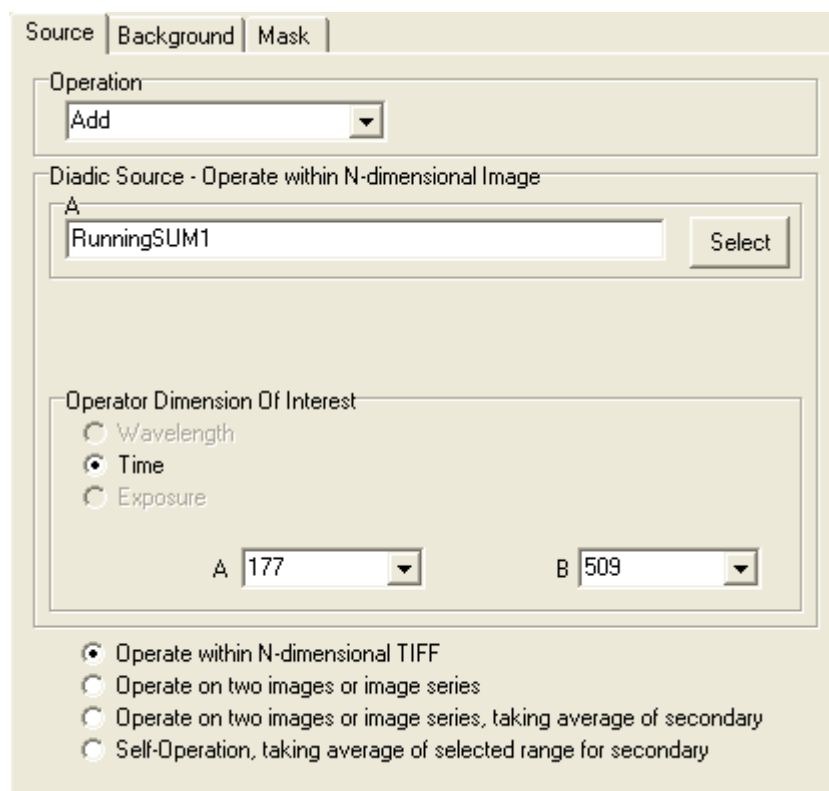 Source Background Mask
Operation
Add
Diadic Source - Operate within N-dimensional Image
A
RunningSUM1 Select
Operator Dimension Of Interest
Wavelength
Time
Exposure
A 177 B 509
Operate within N-dimensional TIFF
Operate on two images or image series
Operate on two images or image series, taking average of secondary
Self-Operation, taking average of selected range for secondary